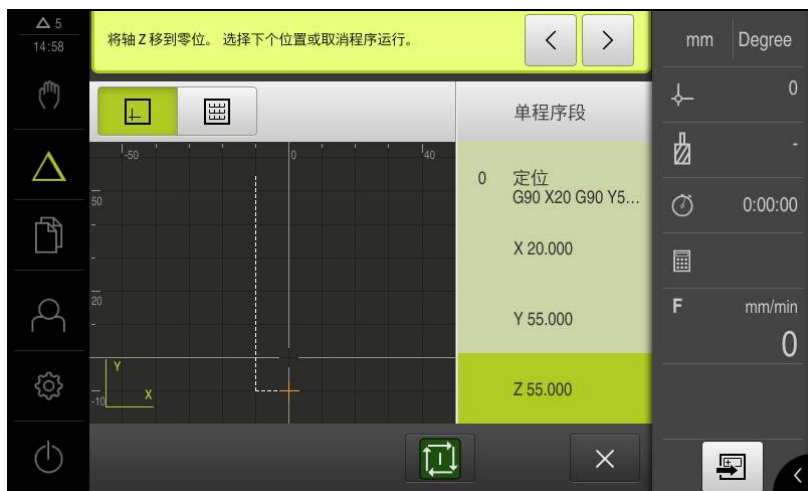 5
14:58
将轴 Z 移到零位。 选择下个位置或取消程序运行。
mm
Degree
0
单程序段
-
0:00:00
-50
0
40
50
20
-10
Y
X
0 定位
G90 X20 G90 Y5...
X 20.000
Y 55.000
Z 55.000
F
mm/min
0